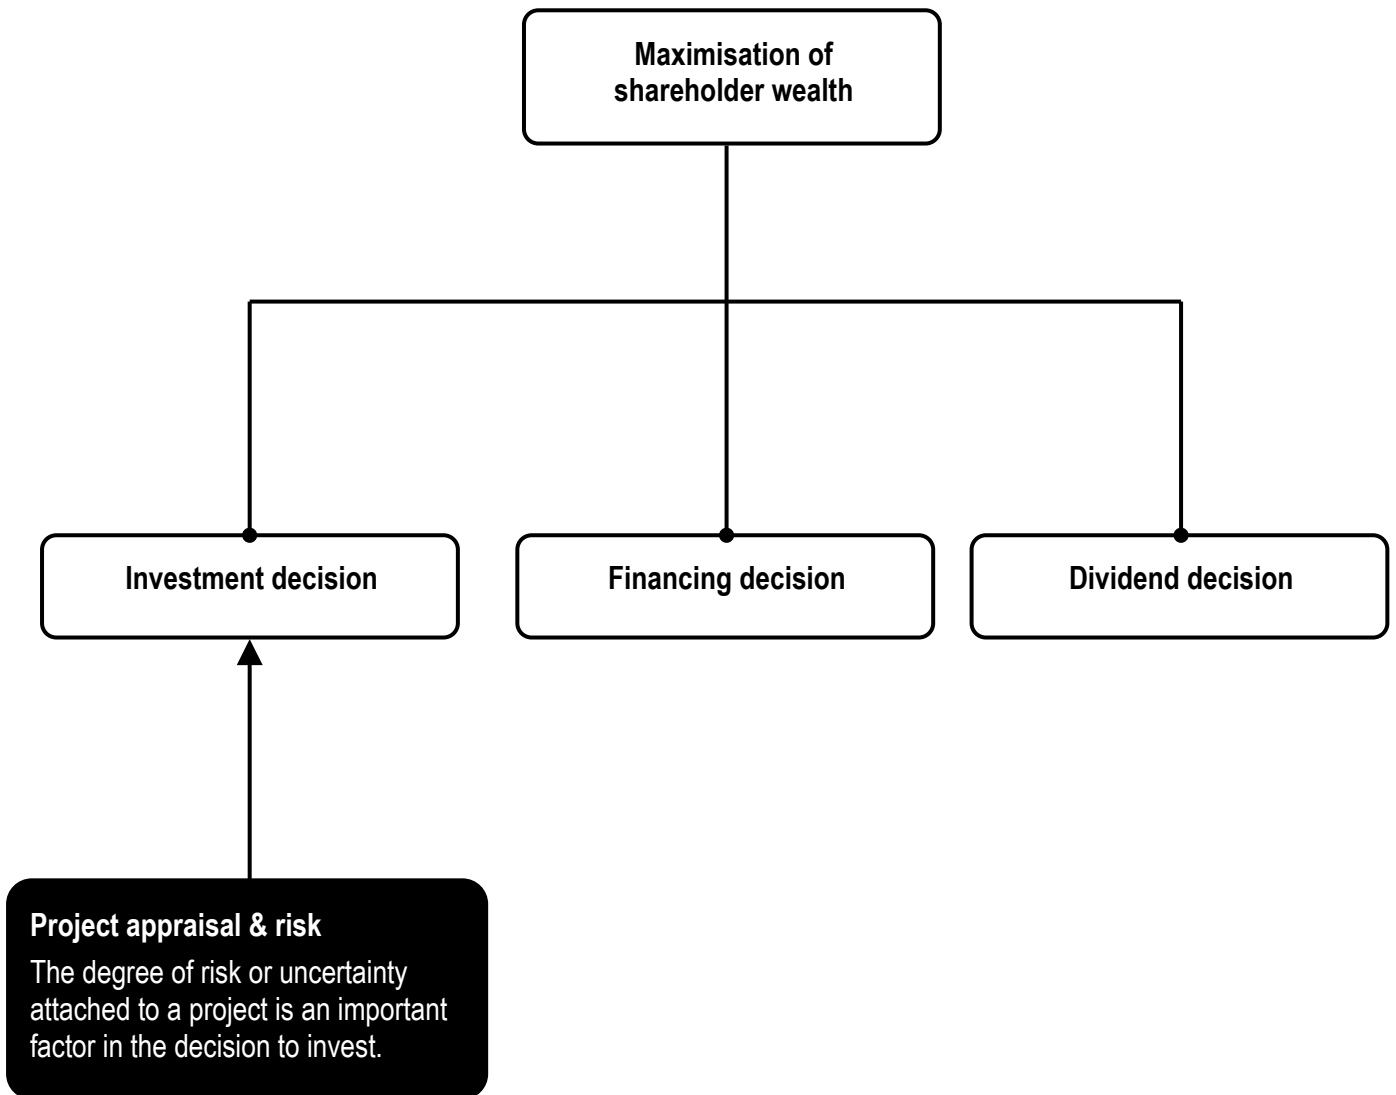 Maximisation of
shareholder wealth
Investment decision
Financing decision
Dividend decision
Project appraisal & risk
The degree of risk or uncertainty
attached to a project is an important
factor in the decision to invest.